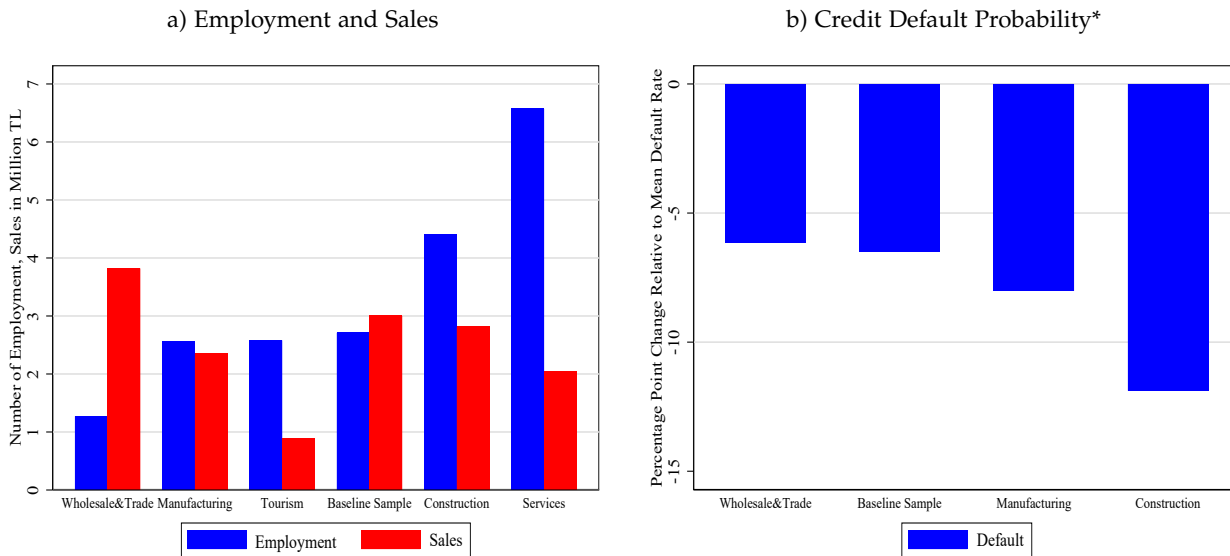 a) Employment and Sales
Number of Employment, Sales in Million TL
7
6
5
4
3
2
1
0
Wholesale&Trade Manufacturing Tourism Baseline Sample Construction Services
Employment Sales
b) Credit Default Probability*
Percentage Point Change Relative to Mean Default Rate
0
-5
-10
-15
Wholesale&Trade Baseline Sample Manufacturing Construction
Default